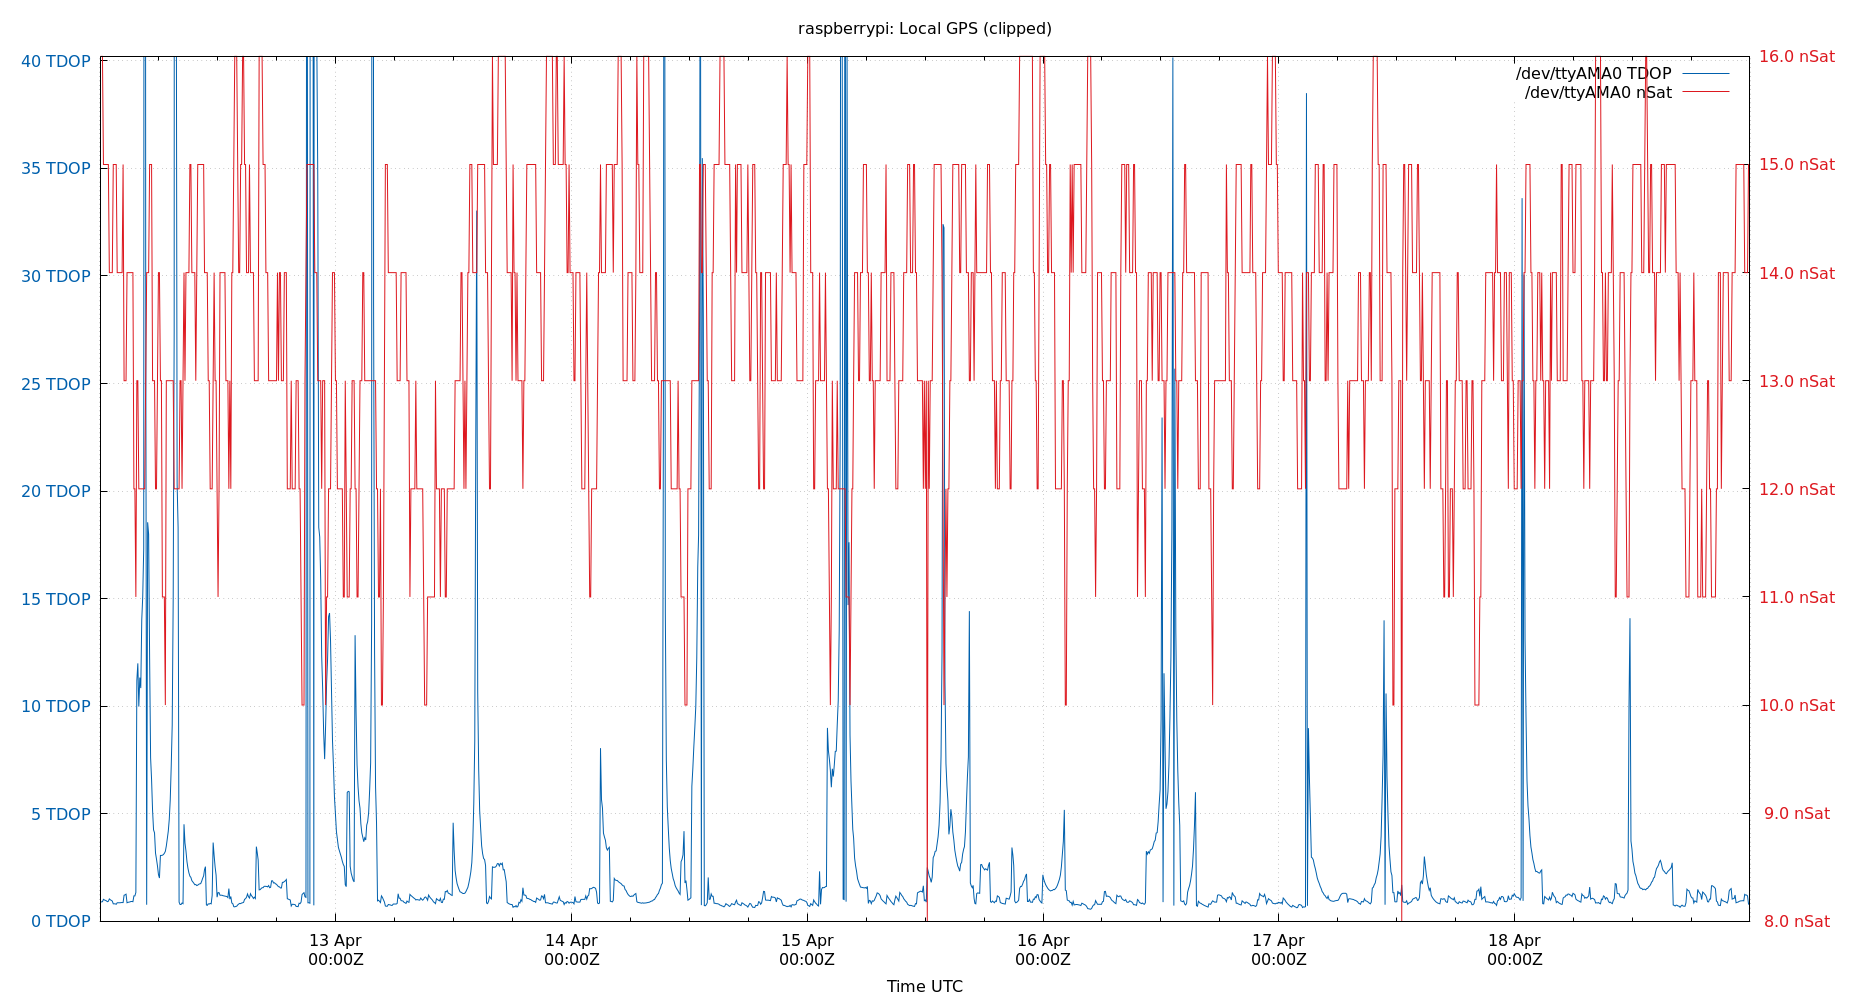 raspberrypi: Local GPS (clipped)
40 TDOP
35 TDOP
30 TDOP
25 TDOP
20 TDOP
15 TDOP
10 TDOP
5 TDOP
0 TDOP
16.0 nSat
15.0 nSat
14.0 nSat
13.0 nSat
12.0 nSat
11.0 nSat
10.0 nSat
9.0 nSat
8.0 nSat
/dev/ttyAMA0 TDOP
/dev/ttyAMA0 nSat
13 Apr
00:00Z
14 Apr
00:00Z
15 Apr
00:00Z
16 Apr
00:00Z
17 Apr
00:00Z
18 Apr
00:00Z
Time UTC